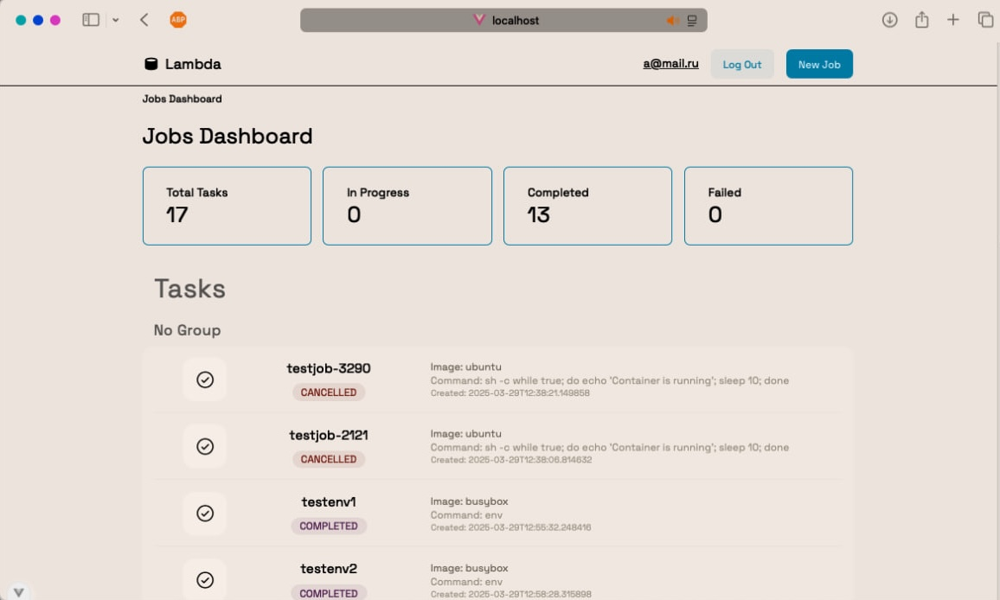 ABP
localhost
Lambda
a@mail.ru
Log Out
New Job
Jobs Dashboard
Jobs Dashboard
Total Tasks
17
In Progress
0
Completed
13
Failed
0
Tasks
No Group
testjob-3290
CANCELLED
Image: ubuntu
Command: sh -c while true; do echo 'Container is running'; sleep 10; done
Created: 2025-03-29T12:38:21.149858
testjob-2121
CANCELLED
Image: ubuntu
Command: sh -c while true; do echo 'Container is running'; sleep 10; done
Created: 2025-03-29T12:38:06.814632
testenv1
COMPLETED
Image: busybox
Command: env
Created: 2025-03-29T12:55:32.248416
testenv2
COMPLETED
Image: busybox
Command: env
Created: 2025-03-29T12:58:28.315898